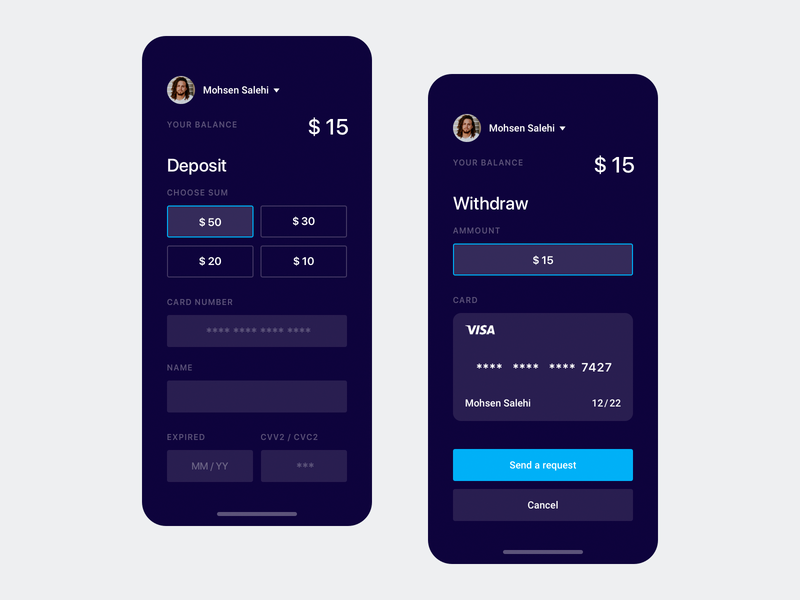 Mohsen Salehi
YOUR BALANCE $ 15
Deposit
CHOOSE SUM
$ 50 $ 30
$ 20 $ 10
CARD NUMBER
**** **** **** ****
NAME
EXPIRED CVV2 / CVC2
MM / YY ***
Mohsen Salehi
YOUR BALANCE $ 15
Withdraw
AMMOUNT
$ 15
CARD
VISA
**** **** **** 7427
Mohsen Salehi 12 / 22
Send a request
Cancel